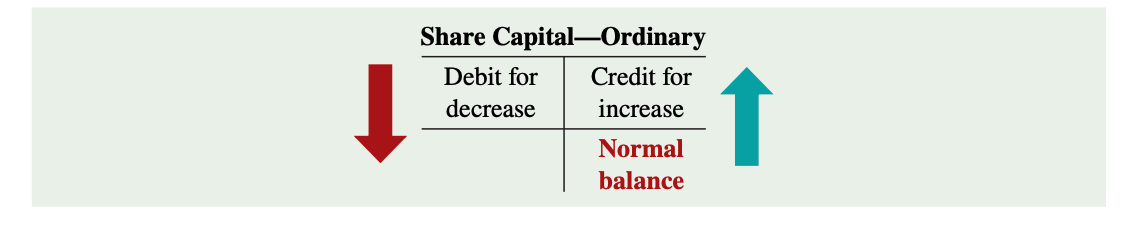 Share Capital—Ordinary
Debit for
decrease
Credit for
increase
Normal
balance